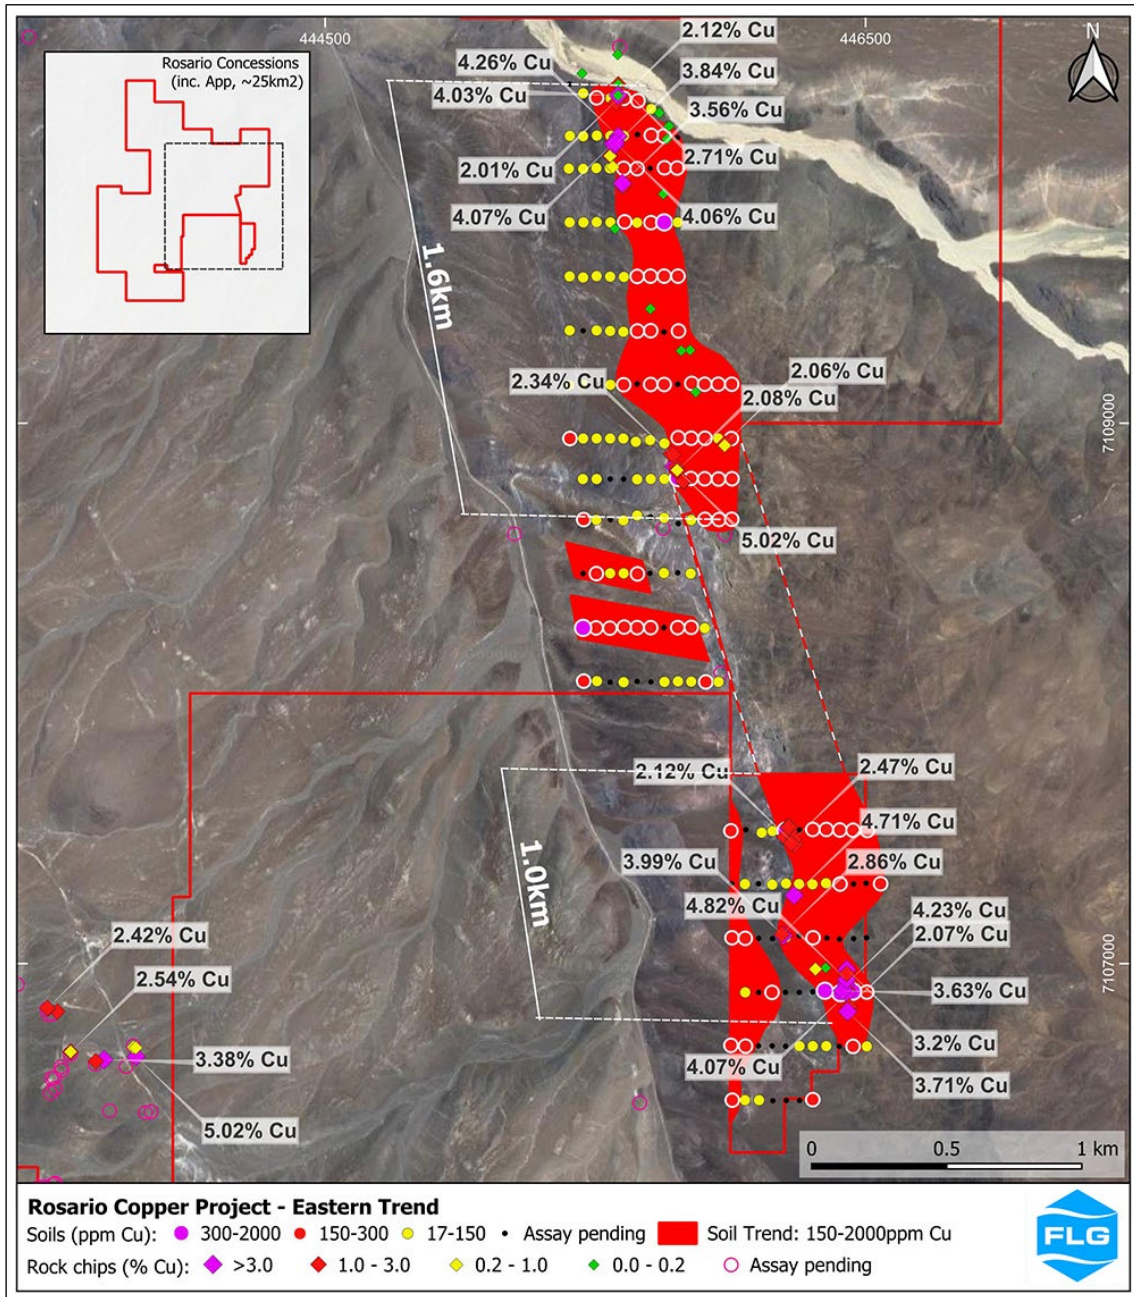 444500
446500
N
Rosario Concessions
(inc. App, ~25km2)
2.12% Cu
4.26% Cu
3.84% Cu
4.03% Cu
3.56% Cu
2.01% Cu
2.71% Cu
4.07% Cu
4.06% Cu
1.6km
2.34% Cu
2.06% Cu
2.08% Cu
7109000
5.02% Cu
2.12% Cu
2.47% Cu
4.71% Cu
3.99% Cu
2.86% Cu
1.0km
4.82% Cu
4.23% Cu
2.42% Cu
2.07% Cu
2.54% Cu
7107000
3.63% Cu
3.38% Cu
3.2% Cu
4.07% Cu
3.71% Cu
5.02% Cu
0 0.5 1 km
Rosario Copper Project - Eastern Trend
Soils (ppm Cu): 300-2000 150-300 17-150 Assay pending Soil Trend: 150-2000ppm Cu
Rock chips (% Cu): >3.0 1.0 - 3.0 0.2 - 1.0 0.0 - 0.2 Assay pending
FLG